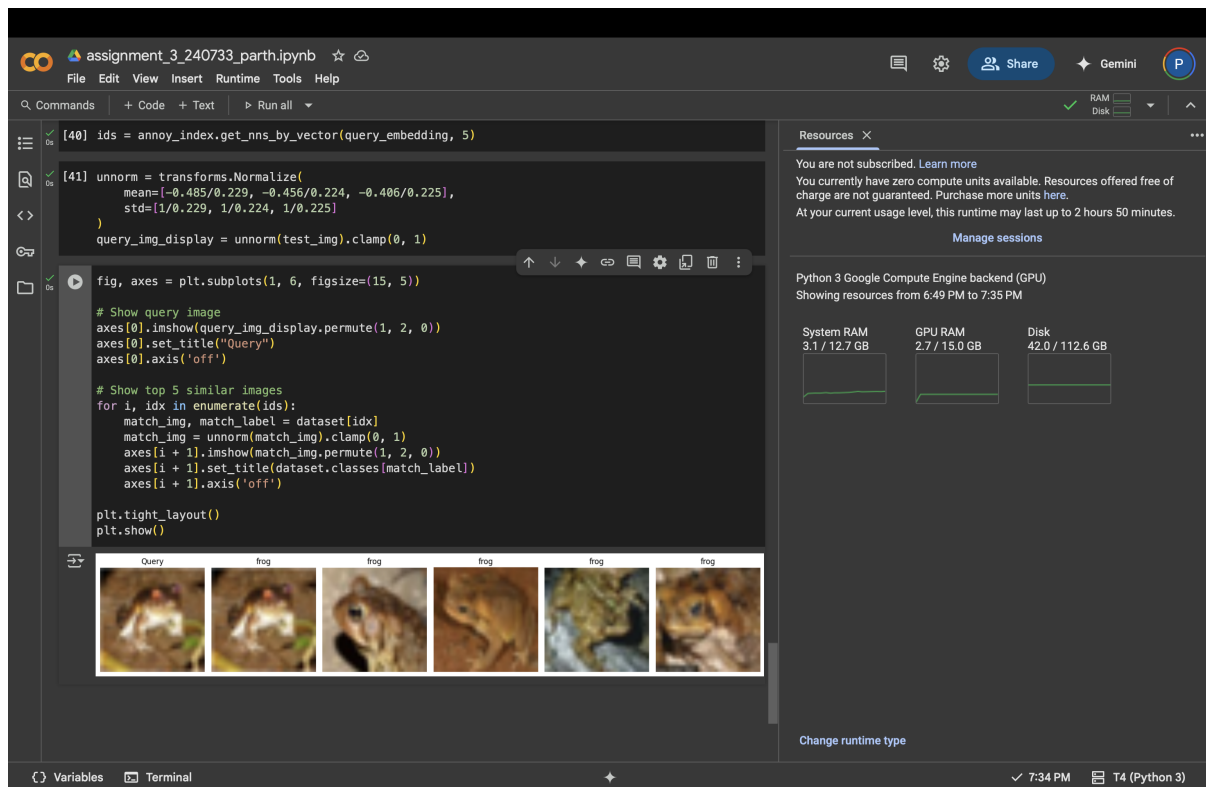 CO assignment_3_240733_parth.ipynb
File Edit View Insert Runtime Tools Help
Share
Gemini
P
Commands + Code + Text Run all
RAM
Disk
0s [40] ids = annoy_index.get_nns_by_vector(query_embedding, 5)
0s [41] unnorm = transforms.Normalize(
mean=[-0.485/0.229, -0.456/0.224, -0.406/0.225],
std=[1/0.229, 1/0.224, 1/0.225]
)
query_img_display = unnorm(test_img).clamp(0, 1)
0s fig, axes = plt.subplots(1, 6, figsize=(15, 5))
# Show query image
axes[0].imshow(query_img_display.permute(1, 2, 0))
axes[0].set_title("Query")
axes[0].axis('off')
# Show top 5 similar images
for i, idx in enumerate(ids):
match_img, match_label = dataset[idx]
match_img = unnorm(match_img).clamp(0, 1)
axes[i + 1].imshow(match_img.permute(1, 2, 0))
axes[i + 1].set_title(dataset.classes[match_label])
axes[i + 1].axis('off')
plt.tight_layout()
plt.show()
Query frog frog frog frog frog
Resources
You are not subscribed. Learn more
You currently have zero compute units available. Resources offered free of
charge are not guaranteed. Purchase more units here.
At your current usage level, this runtime may last up to 2 hours 50 minutes.
Manage sessions
Python 3 Google Compute Engine backend (GPU)
Showing resources from 6:49 PM to 7:35 PM
System RAM
3.1 / 12.7 GB
GPU RAM
2.7 / 15.0 GB
Disk
42.0 / 112.6 GB
Change runtime type
{} Variables Terminal
7:34 PM T4 (Python 3)